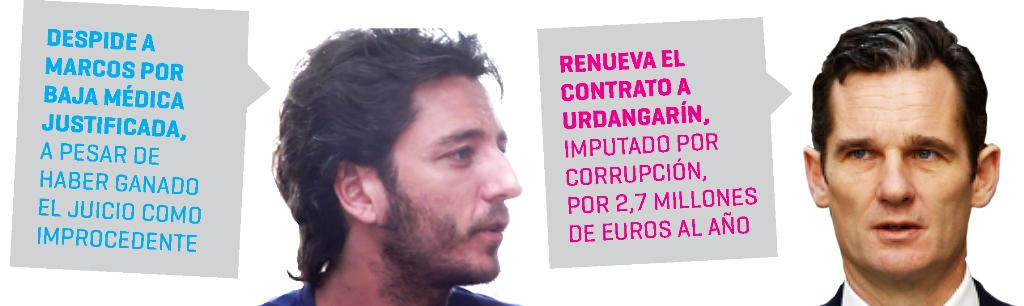 DESPIDE A
MARCOS POR
BAJA MÉDICA
JUSTIFICADA,
A PESAR DE
HABER GANADO
EL JUICIO COMO
IMPROCEDENTE
RENUEVA EL
CONTRATO A
URDANGARÍN,
IMPUTADO POR
CORRUPCIÓN,
POR 2,7 MILLONES
DE EUROS AL AÑO